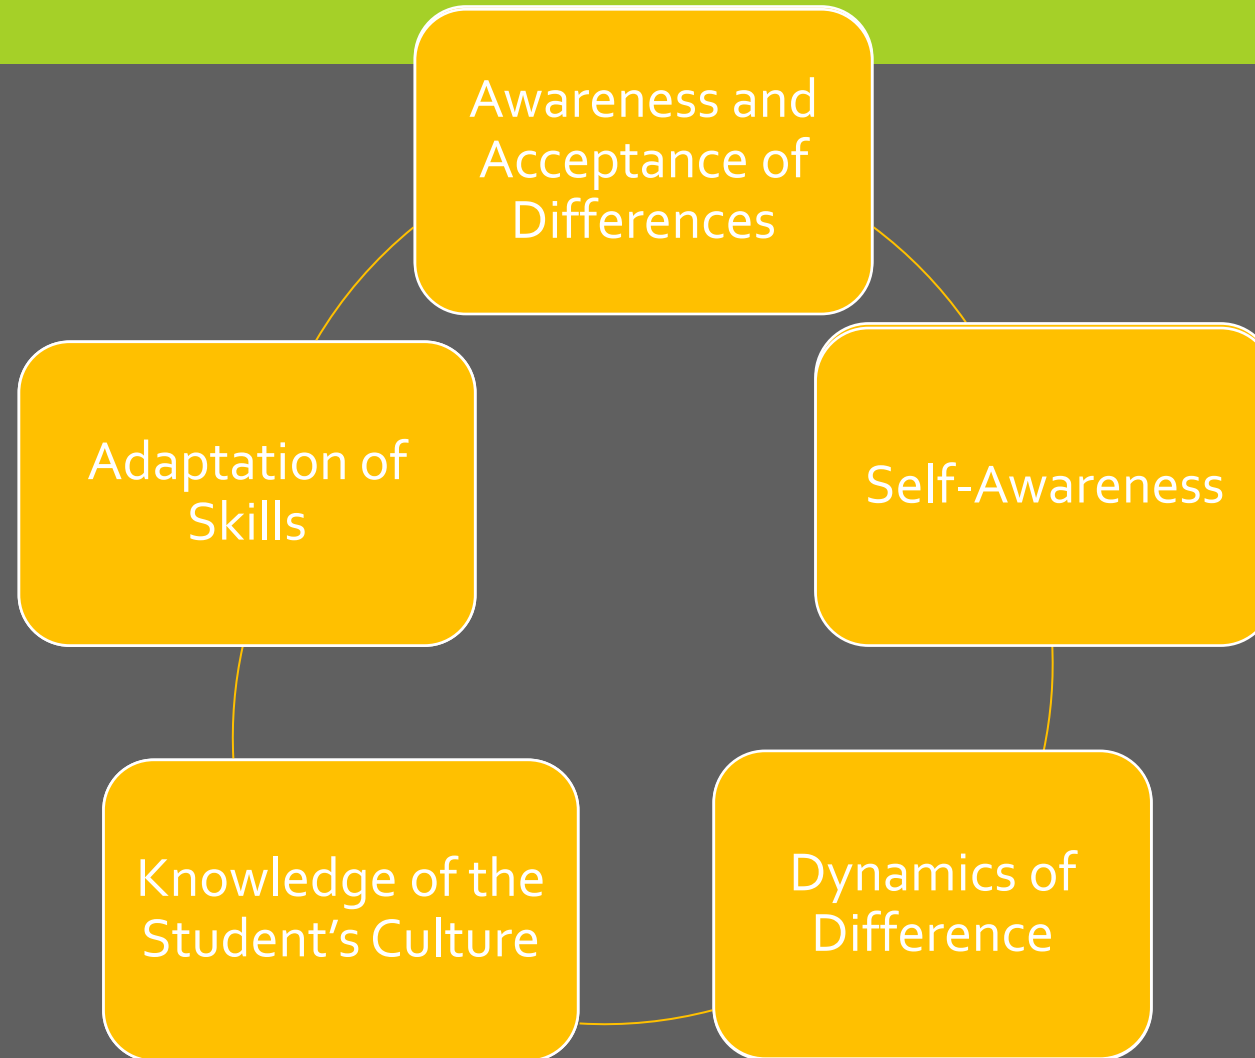 Awareness and
Acceptance of
Differences
Self-Awareness
Dynamics of
Difference
Knowledge of the
Student’s Culture
Adaptation of
Skills